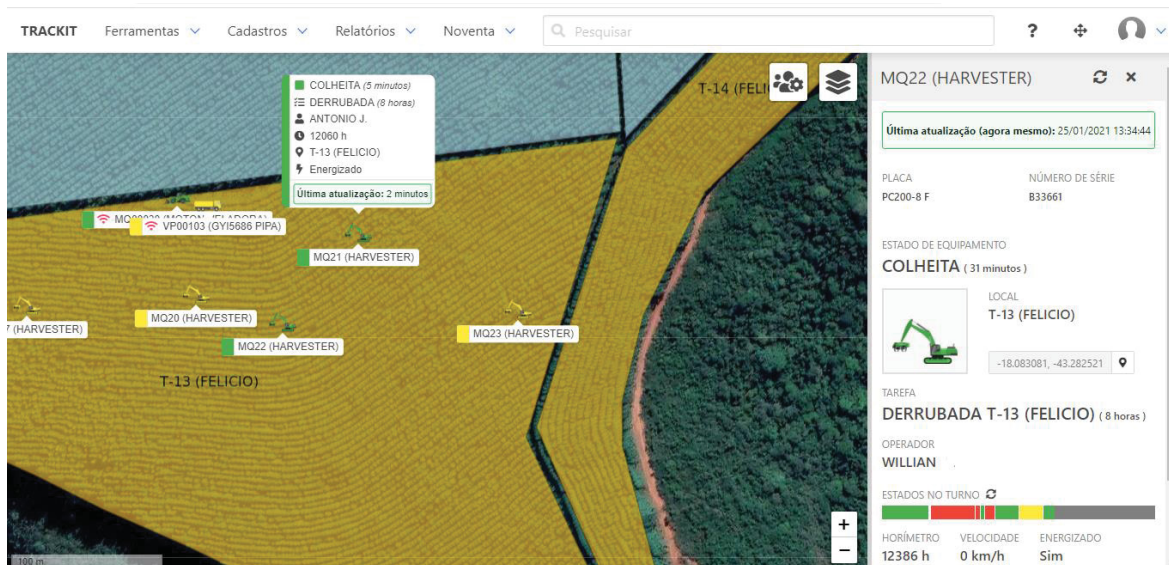 TRACKIT Ferramentas Cadastros Relatórios Noventa Pesquisar ?
COLHEITA (5 minutos)
DERRUBADA (8 horas)
ANTONIO J.
12060 h
T-13 (FELICIO)
Energizado
Última atualização: 2 minutos
T-14 (FELI
VP00103 (GYI5686 PIPA)
MQ21 (HARVESTER)
7 (HARVESTER)
MQ20 (HARVESTER)
MQ22 (HARVESTER)
MQ23 (HARVESTER)
T-13 (FELICIO)
100 m
+
−
MQ22 (HARVESTER)
Última atualização (agora mesmo): 25/01/2021 13:34:44
PLACA NÚMERO DE SÉRIE
PC200-8 F B33661
ESTADO DE EQUIPAMENTO
COLHEITA ( 31 minutos )
LOCAL
T-13 (FELICIO)
-18.083081, -43.282521
TAREFA
DERRUBADA T-13 (FELICIO) ( 8 horas )
OPERADOR
WILLIAN
ESTADOS NO TURNO
HORÍMETRO VELOCIDADE ENERGIZADO
12386 h 0 km/h Sim